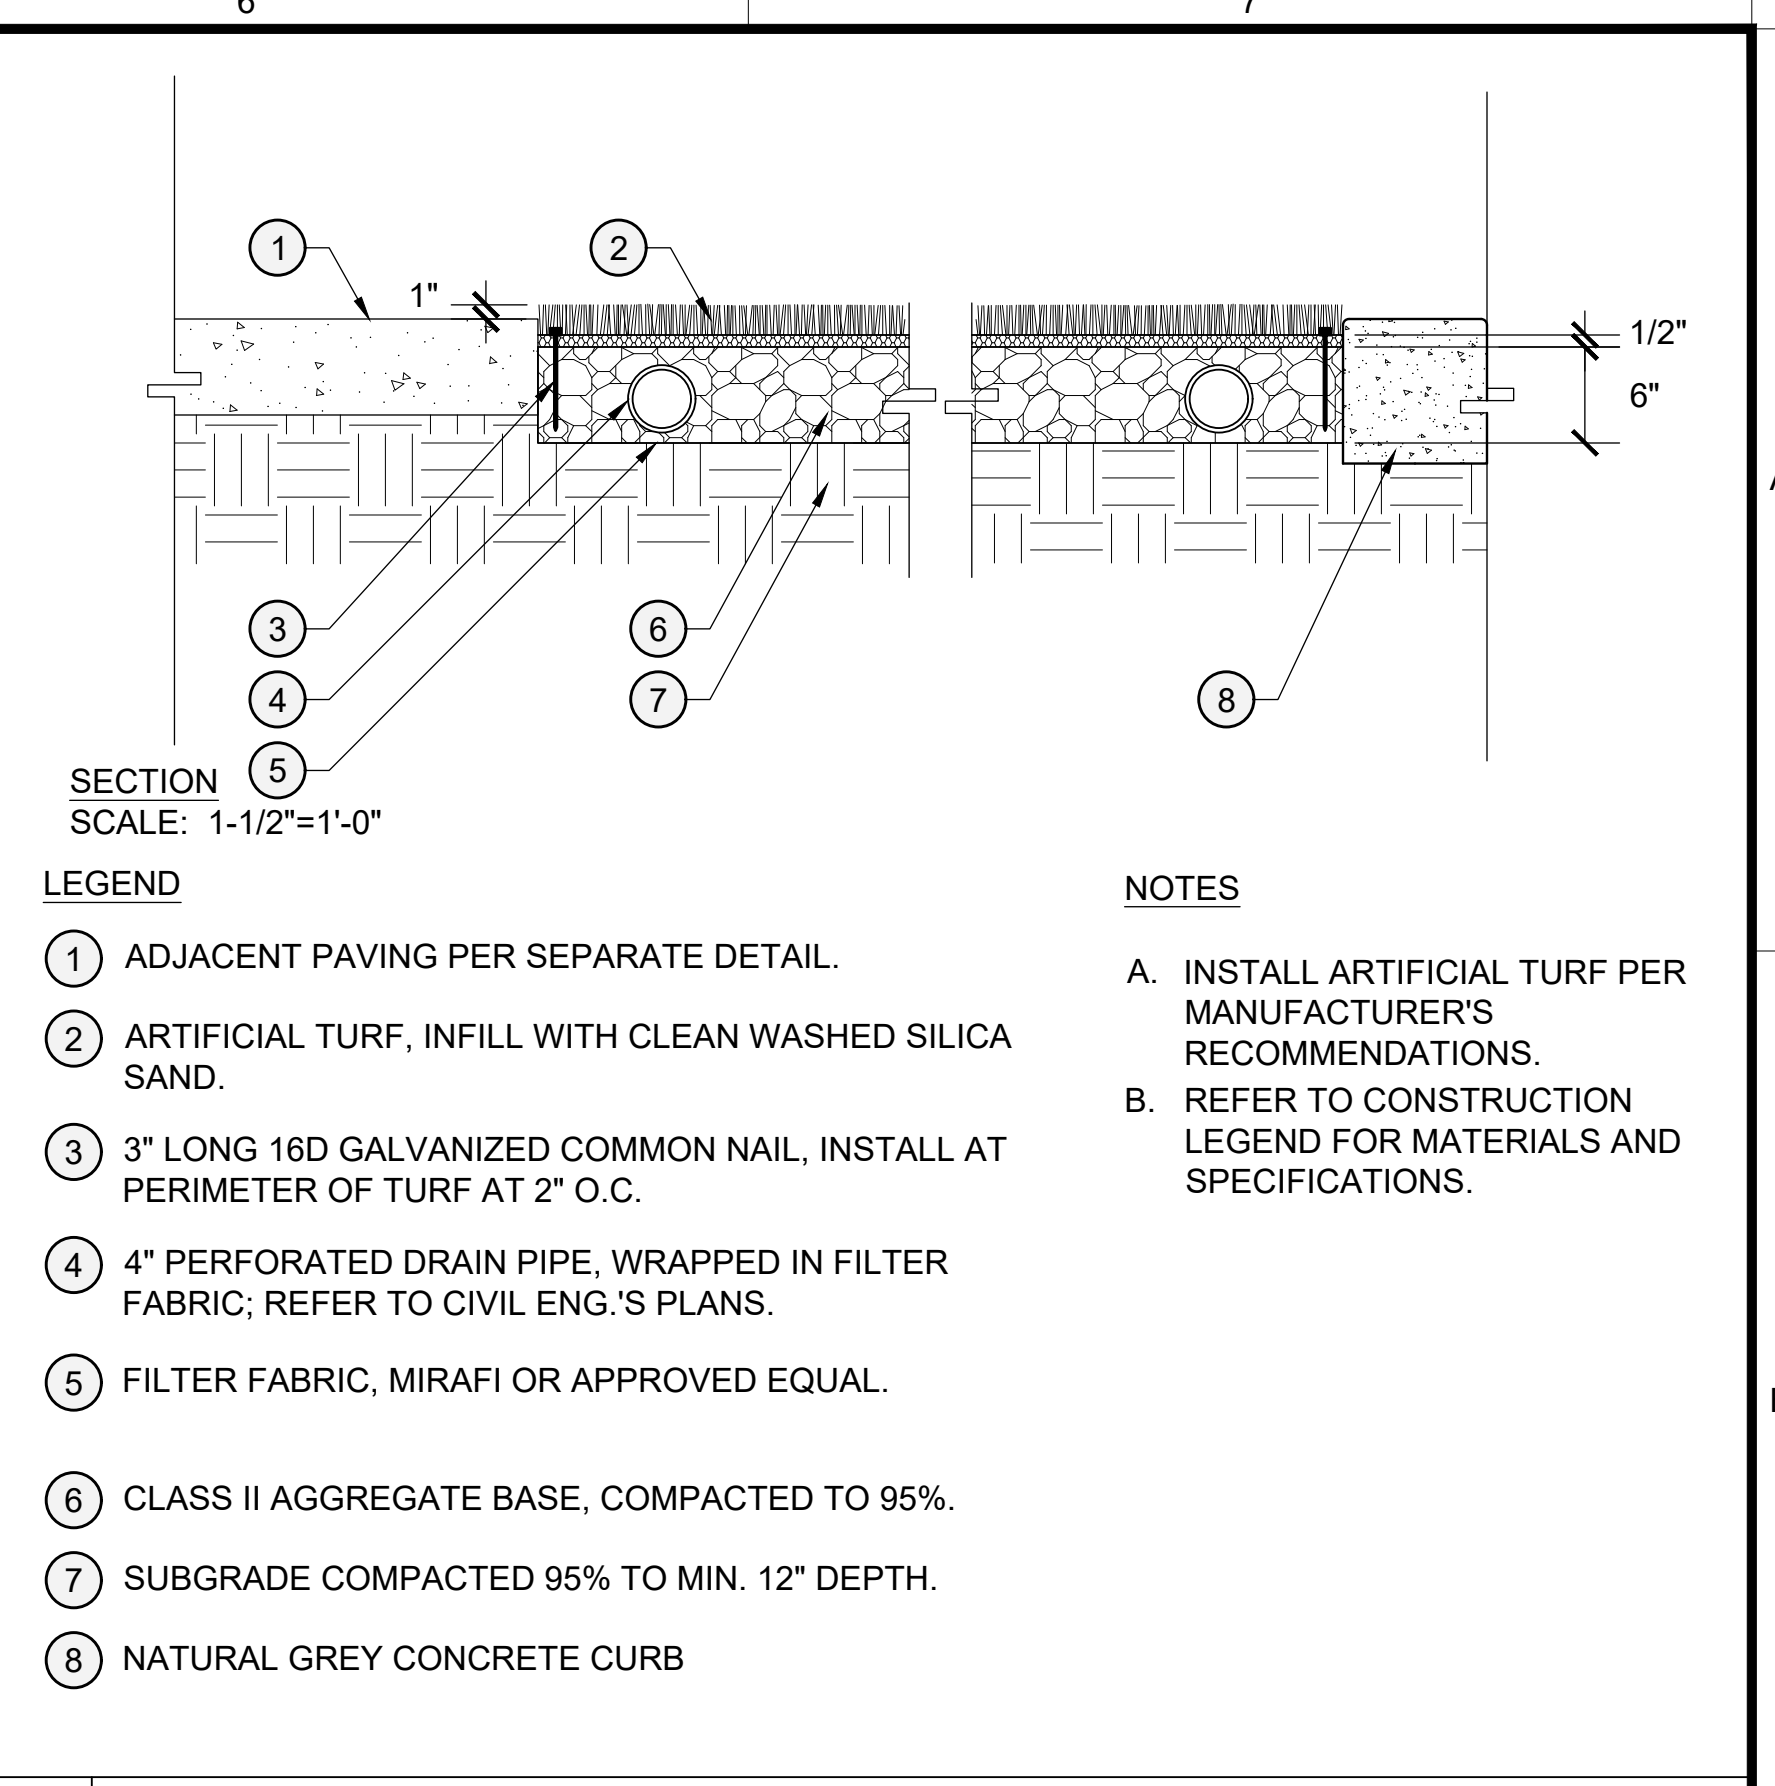 6 7
1 2
1"
1/2"
6"
3 6
4 7 8
5
SECTION
SCALE: 1-1/2"=1'-0"
LEGEND
1 ADJACENT PAVING PER SEPARATE DETAIL.
2 ARTIFICIAL TURF, INFILL WITH CLEAN WASHED SILICA
SAND.
3 3" LONG 16D GALVANIZED COMMON NAIL, INSTALL AT
PERIMETER OF TURF AT 2" O.C.
4 4" PERFORATED DRAIN PIPE, WRAPPED IN FILTER
FABRIC; REFER TO CIVIL ENG.'S PLANS.
5 FILTER FABRIC, MIRAFI OR APPROVED EQUAL.
6 CLASS II AGGREGATE BASE, COMPACTED TO 95%.
7 SUBGRADE COMPACTED 95% TO MIN. 12" DEPTH.
8 NATURAL GREY CONCRETE CURB
NOTES
A. INSTALL ARTIFICIAL TURF PER
MANUFACTURER'S
RECOMMENDATIONS.
B. REFER TO CONSTRUCTION
LEGEND FOR MATERIALS AND
SPECIFICATIONS.